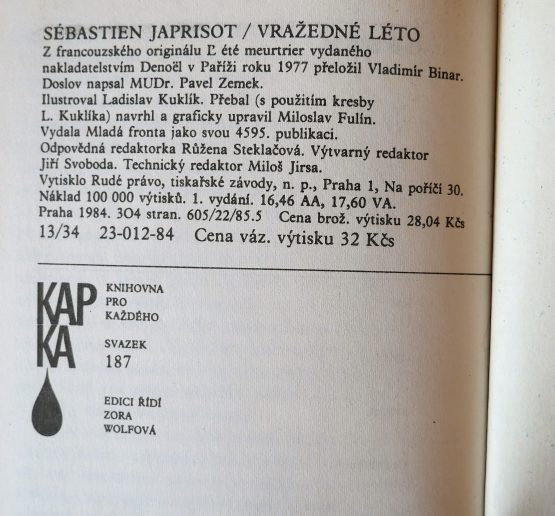 SÉBASTIEN JAPRISOT / VRAŽEDNÉ LÉTO
Z francouzského originálu Ľ été meurtrier vydaného
nakladatelstvím Denoël v Paříži roku 1977 přeložil Vladimír Binar.
Doslov napsal MUDr. Pavel Zemek.
Ilustroval Ladislav Kuklík. Přebal (s použitím kresby
L. Kuklíka) navrhl a graficky upravil Miloslav Fulín.
Vydala Mladá fronta jako svou 4595. publikaci.
Odpovědná redaktorka Růžena Steklačová. Výtvarný redaktor
Jiří Svoboda. Technický redaktor Miloš Jirsa.
Vytisklo Rudé právo, tiskařské závody, n. p., Praha 1, Na poříčí 30.
Náklad 100 000 výtisků. 1. vydání. 16,46 AA, 17,60 VA.
Praha 1984. 3O4 stran. 605/22/85.5 Cena brož. výtisku 28,04 Kčs
13/34 23-012-84 Cena váz. výtisku 32 Kčs
KAP
KA
KNIHOVNA
PRO
KAŽDÉHO
SVAZEK
187
EDICI ŘÍDÍ
ZORA
WOLFOVÁ